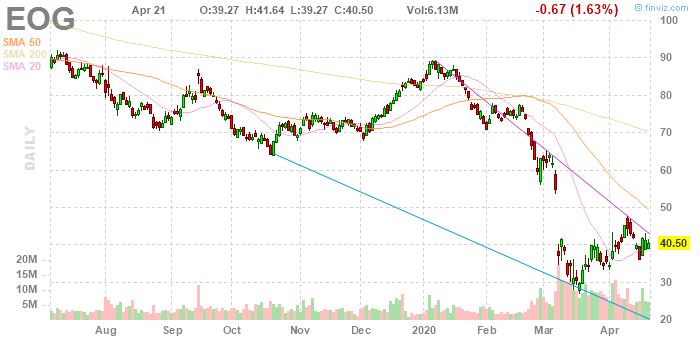 EOG
Apr 21 O:39.27 H:41.64 L:39.27 C:40.50 Vol:6.13M -0.67 (1.63%)
© finviz.com
SMA 50
SMA 200
SMA 20
DAILY
100
90
80
70
60
50
40.50
30
20
20M
15M
10M
5M
Aug Sep Oct Nov Dec 2020 Feb Mar Apr